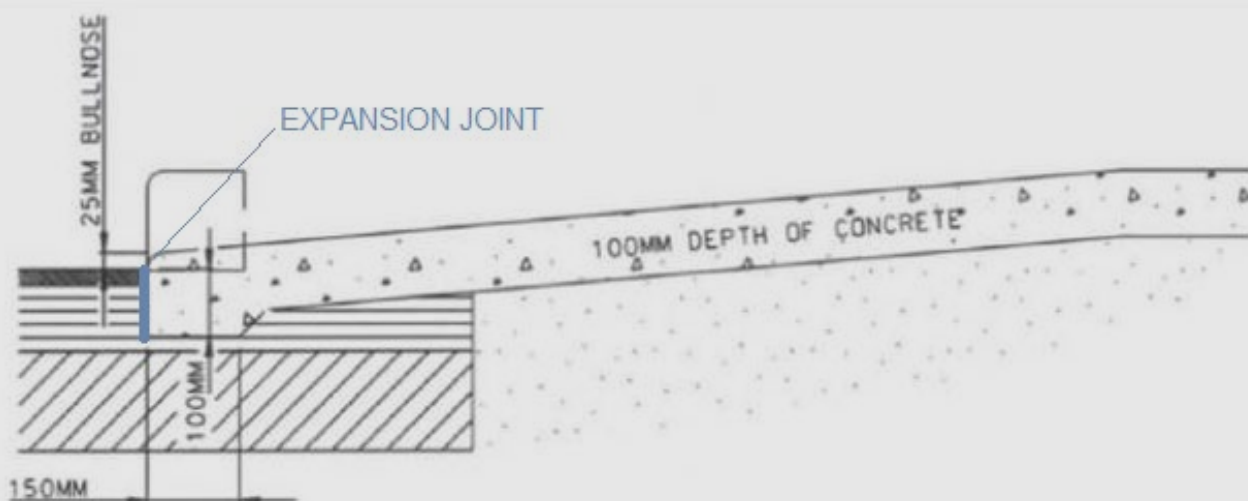 25MM BULLNOSE
EXPANSION JOINT
100MM DEPTH OF CONCRETE
100MM
150MM